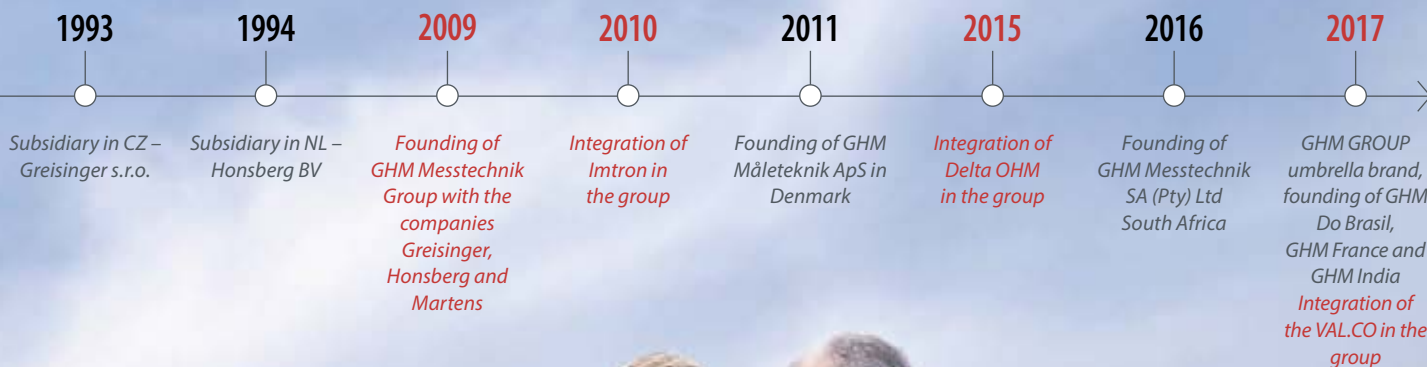 1993
Subsidiary in CZ –
Greisinger s.r.o.
1994
Subsidiary in NL –
Honsberg BV
2009
Founding of
GHM Messtechnik
Group with the
companies
Greisinger,
Honsberg and
Martens
2010
Integration of
Imtron in
the group
2011
Founding of GHM
Måleteknik ApS in
Denmark
2015
Integration of
Delta OHM
in the group
2016
Founding of
GHM Messtechnik
SA (Pty) Ltd
South Africa
2017
GHM GROUP
umbrella brand,
founding of GHM
Do Brasil,
GHM France and
GHM India
Integration of
the VAL.CO in the
group